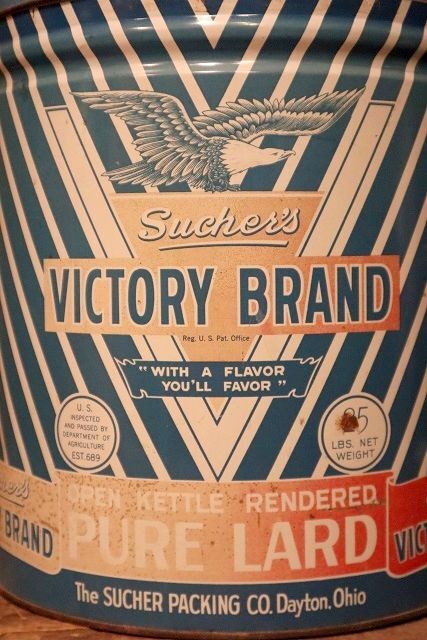 Sucher's
VICTORY BRAND
Reg. U. S. Pat. Office
"WITH A FLAVOR
YOU'LL FAVOR"
U. S.
INSPECTED
AND PASSED BY
DEPARTMENT OF
AGRICULTURE
EST. 689
LBS. NET
WEIGHT
OPEN KETTLE RENDERED
PURE LARD
BRAND
VIC
The SUCHER PACKING CO. Dayton, Ohio